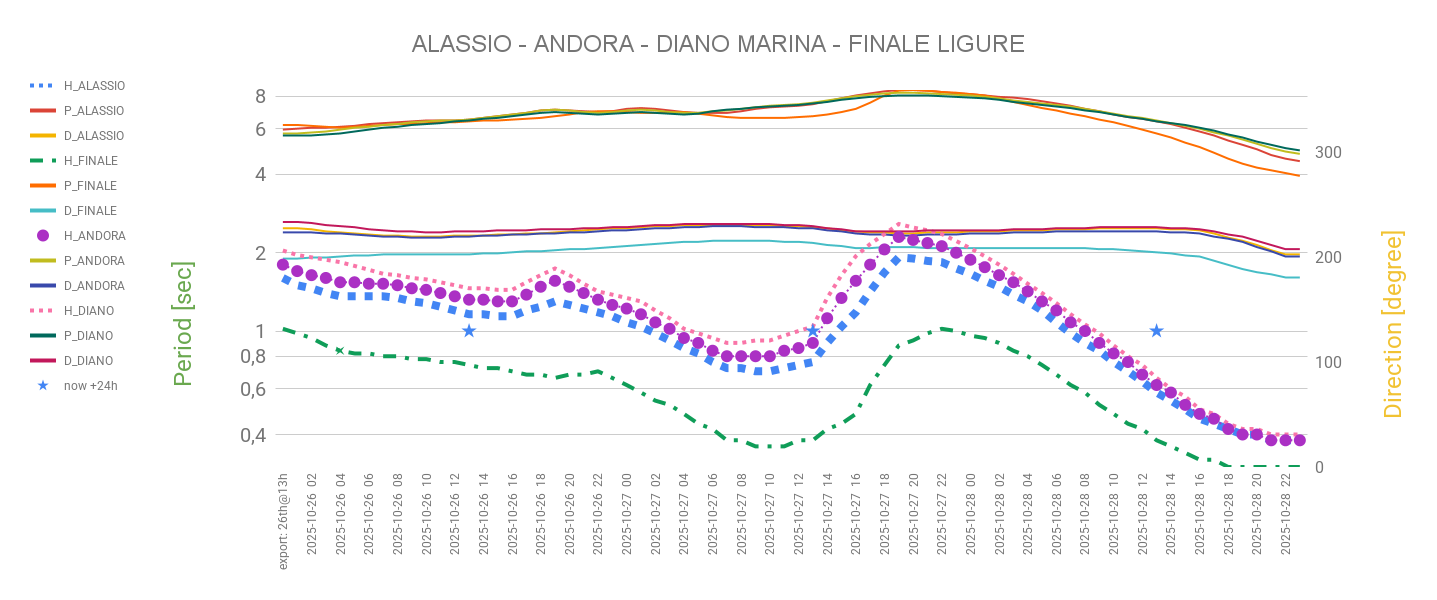 ALASSIO - ANDORA - DIANO MARINA - FINALE LIGURE
H_ALASSIO
P_ALASSIO
D_ALASSIO
H_FINALE
P_FINALE
D_FINALE
H_ANDORA
P_ANDORA
D_ANDORA
H_DIANO
P_DIANO
D_DIANO
now +24h
Period [sec]
8
6
4
2
1
0,8
0,6
0,4
300
200
100
0
Direction [degree]
export: 26th@13h
2025-10-26 02
2025-10-26 04
2025-10-26 06
2025-10-26 08
2025-10-26 10
2025-10-26 12
2025-10-26 14
2025-10-26 16
2025-10-26 18
2025-10-26 20
2025-10-26 22
2025-10-27 00
2025-10-27 02
2025-10-27 04
2025-10-27 06
2025-10-27 08
2025-10-27 10
2025-10-27 12
2025-10-27 14
2025-10-27 16
2025-10-27 18
2025-10-27 20
2025-10-27 22
2025-10-28 00
2025-10-28 02
2025-10-28 04
2025-10-28 06
2025-10-28 08
2025-10-28 10
2025-10-28 12
2025-10-28 14
2025-10-28 16
2025-10-28 18
2025-10-28 20
2025-10-28 22